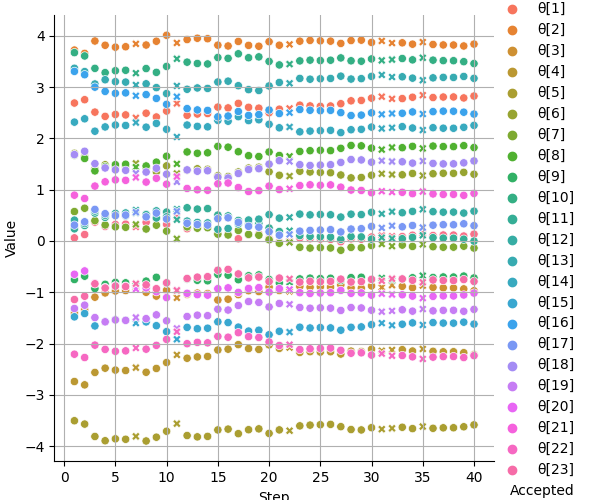 4
3
2
1
0
−1
−2
−3
−4
Value
0
5
10
15
20
25
30
35
40
Step
θ[1]
θ[2]
θ[3]
θ[4]
θ[5]
θ[6]
θ[7]
θ[8]
θ[9]
θ[10]
θ[11]
θ[12]
θ[13]
θ[14]
θ[15]
θ[16]
θ[17]
θ[18]
θ[19]
θ[20]
θ[21]
θ[22]
θ[23]
Accepted